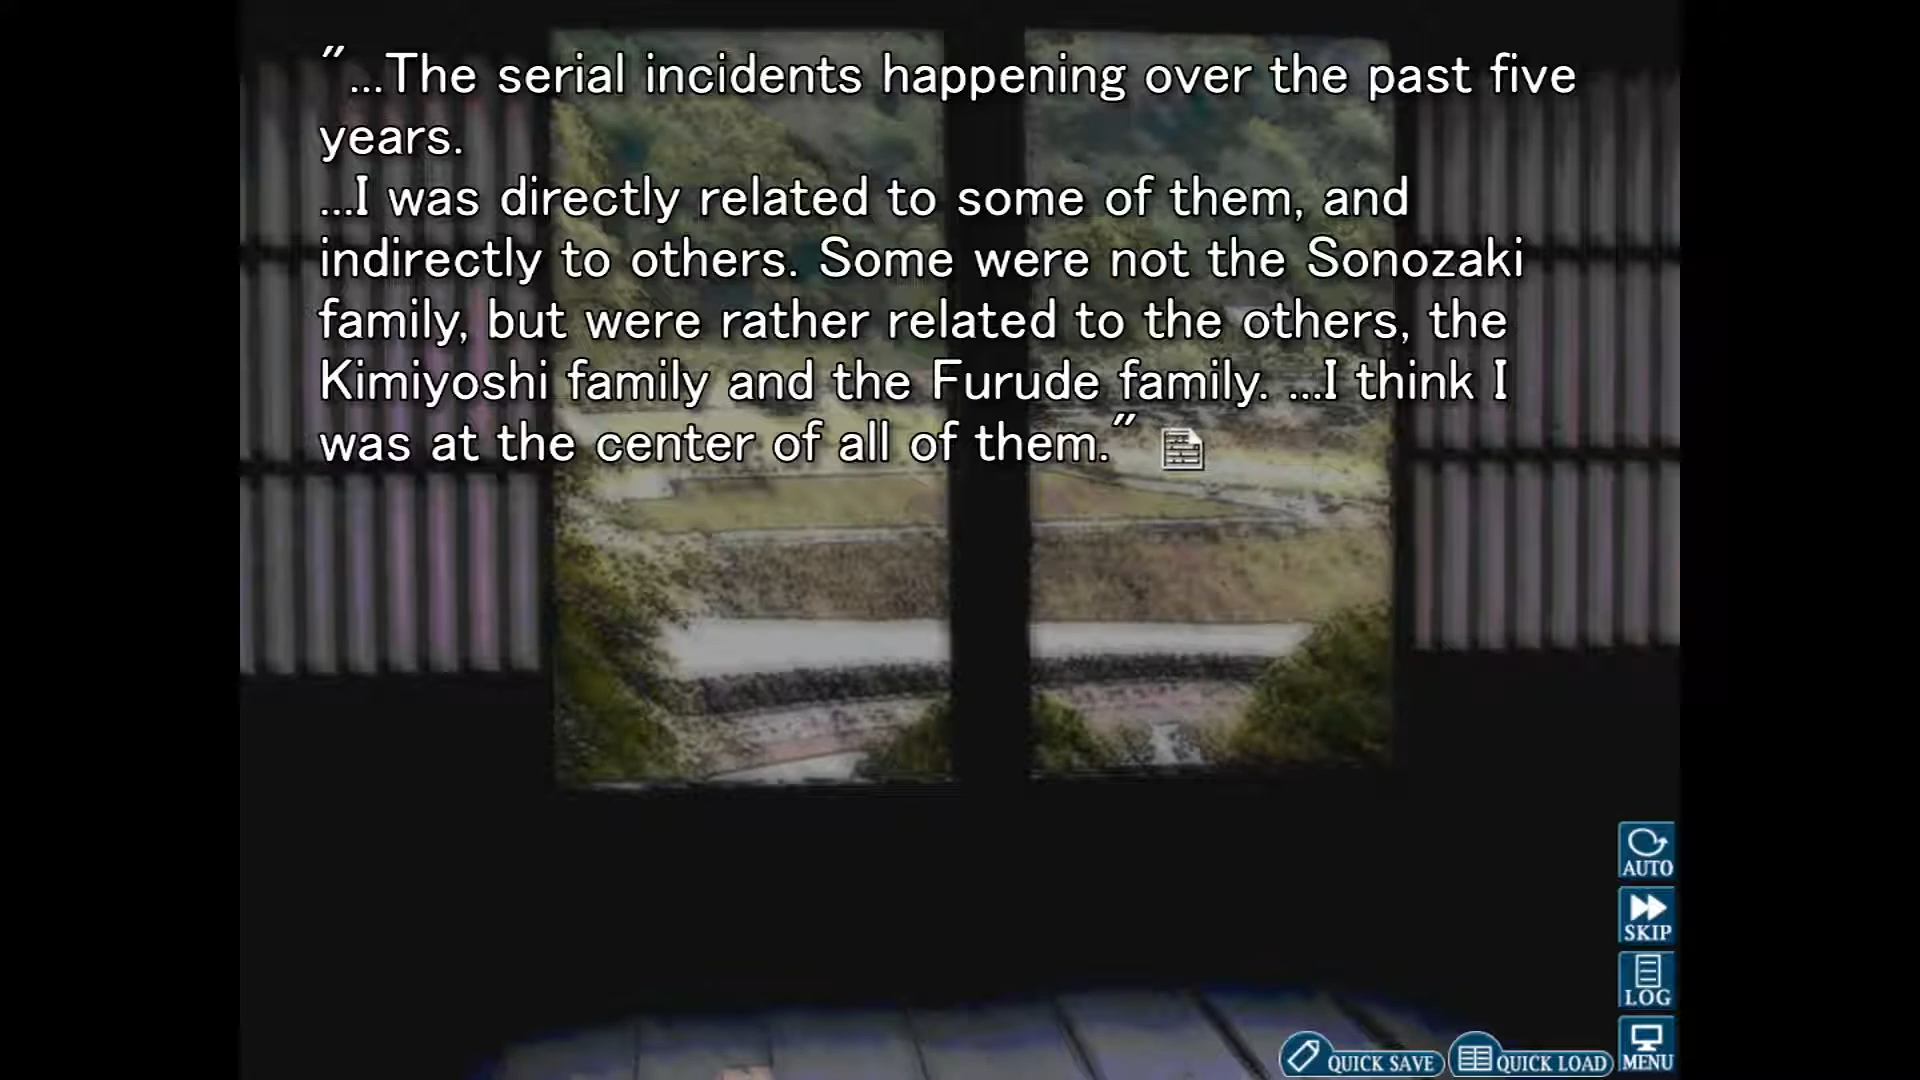 "...The serial incidents happening over the past five
years.
...I was directly related to some of them, and
indirectly to others. Some were not the Sonozaki
family, but were rather related to the others, the
Kimiyoshi family and the Furude family. ...I think I
was at the center of all of them."
AUTO
SKIP
LOG
MENU
QUICK SAVE
QUICK LOAD